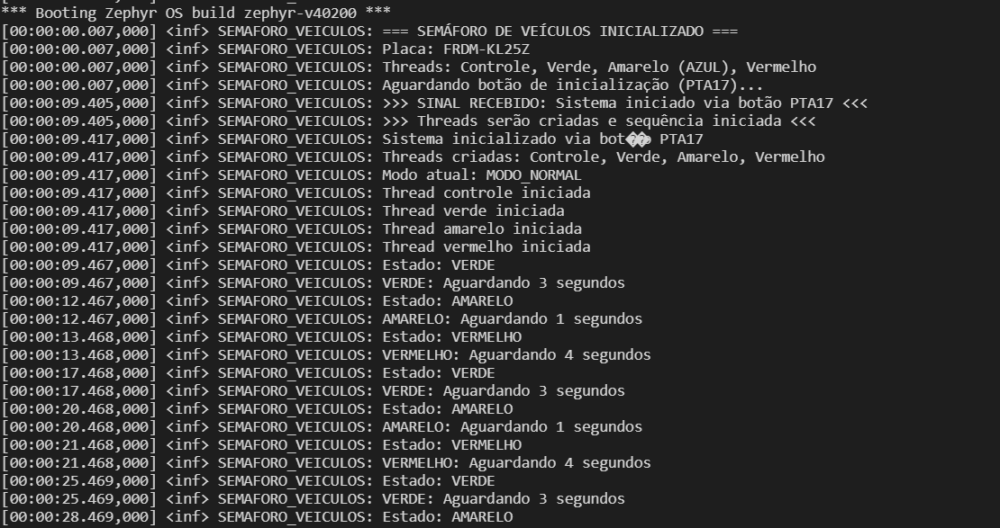 *** Booting Zephyr OS build zephyr-v40200 ***
[00:00:00.007,000] <inf> SEMAFORO_VEICULOS: === SEMÁFORO DE VEÍCULOS INICIALIZADO ===
[00:00:00.007,000] <inf> SEMAFORO_VEICULOS: Placa: FRDM-KL25Z
[00:00:00.007,000] <inf> SEMAFORO_VEICULOS: Threads: Controle, Verde, Amarelo (AZUL), Vermelho
[00:00:00.007,000] <inf> SEMAFORO_VEICULOS: Aguardando botão de inicialização (PTA17)...
[00:00:09.405,000] <inf> SEMAFORO_VEICULOS: >>> SINAL RECEBIDO: Sistema iniciado via botão PTA17 <<<
[00:00:09.405,000] <inf> SEMAFORO_VEICULOS: >>> Threads serão criadas e sequência iniciada <<<
[00:00:09.417,000] <inf> SEMAFORO_VEICULOS: Sistema inicializado via bot��o PTA17
[00:00:09.417,000] <inf> SEMAFORO_VEICULOS: Threads criadas: Controle, Verde, Amarelo, Vermelho
[00:00:09.417,000] <inf> SEMAFORO_VEICULOS: Modo atual: MODO_NORMAL
[00:00:09.417,000] <inf> SEMAFORO_VEICULOS: Thread controle iniciada
[00:00:09.417,000] <inf> SEMAFORO_VEICULOS: Thread verde iniciada
[00:00:09.417,000] <inf> SEMAFORO_VEICULOS: Thread amarelo iniciada
[00:00:09.417,000] <inf> SEMAFORO_VEICULOS: Thread vermelho iniciada
[00:00:09.467,000] <inf> SEMAFORO_VEICULOS: Estado: VERDE
[00:00:09.467,000] <inf> SEMAFORO_VEICULOS: VERDE: Aguardando 3 segundos
[00:00:12.467,000] <inf> SEMAFORO_VEICULOS: Estado: AMARELO
[00:00:12.467,000] <inf> SEMAFORO_VEICULOS: AMARELO: Aguardando 1 segundos
[00:00:13.468,000] <inf> SEMAFORO_VEICULOS: Estado: VERMELHO
[00:00:13.468,000] <inf> SEMAFORO_VEICULOS: VERMELHO: Aguardando 4 segundos
[00:00:17.468,000] <inf> SEMAFORO_VEICULOS: Estado: VERDE
[00:00:17.468,000] <inf> SEMAFORO_VEICULOS: VERDE: Aguardando 3 segundos
[00:00:20.468,000] <inf> SEMAFORO_VEICULOS: Estado: AMARELO
[00:00:20.468,000] <inf> SEMAFORO_VEICULOS: AMARELO: Aguardando 1 segundos
[00:00:21.468,000] <inf> SEMAFORO_VEICULOS: Estado: VERMELHO
[00:00:21.468,000] <inf> SEMAFORO_VEICULOS: VERMELHO: Aguardando 4 segundos
[00:00:25.469,000] <inf> SEMAFORO_VEICULOS: Estado: VERDE
[00:00:25.469,000] <inf> SEMAFORO_VEICULOS: VERDE: Aguardando 3 segundos
[00:00:28.469,000] <inf> SEMAFORO_VEICULOS: Estado: AMARELO